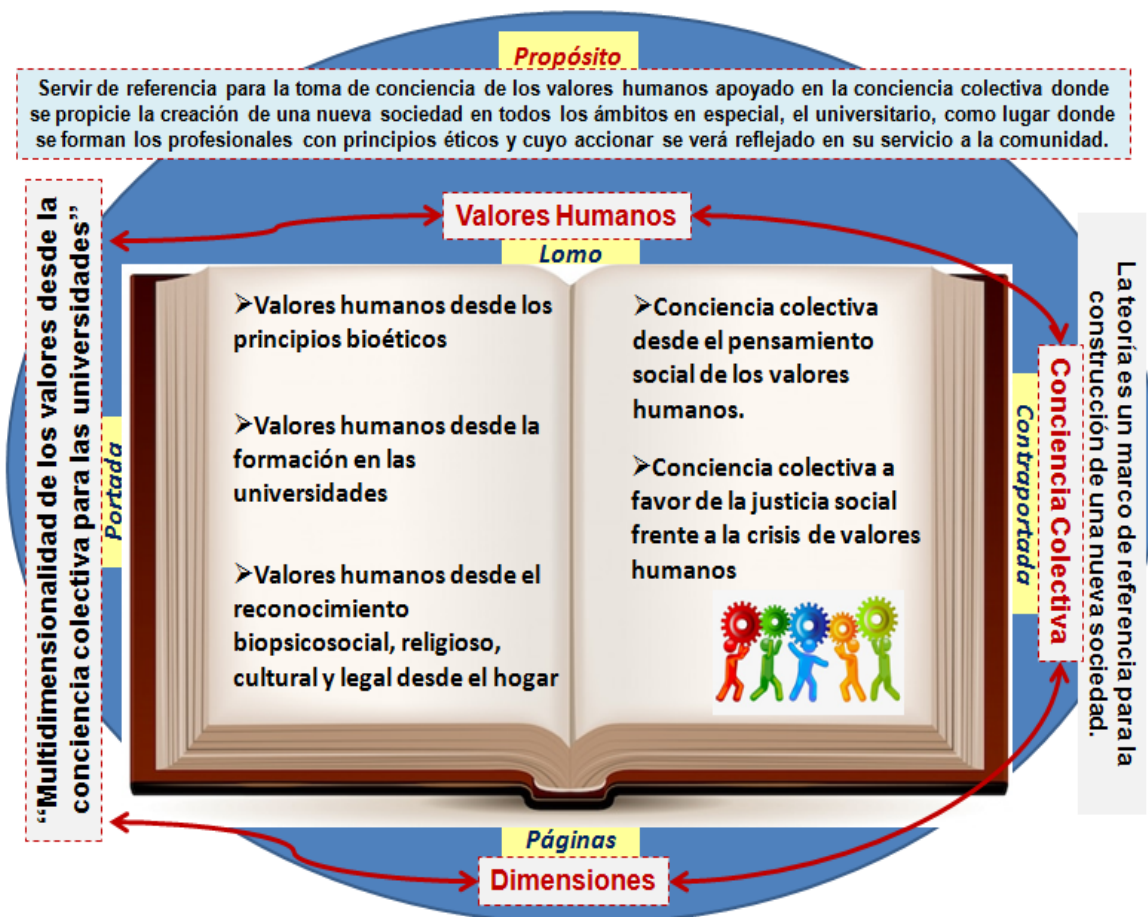 Propósito
Servir de referencia para la toma de conciencia de los valores humanos apoyado en la conciencia colectiva donde
se propicie la creación de una nueva sociedad en todos los ámbitos en especial, el universitario, como lugar donde
se forman los profesionales con principios éticos y cuyo accionar se verá reflejado en su servicio a la comunidad.
“Multidimensionalidad de los valores desde la
conciencia colectiva para las universidades”
Portada
Valores Humanos
Lomo
➢Valores humanos desde los
principios bioéticos
➢Valores humanos desde la
formación en las
universidades
➢Valores humanos desde el
reconocimiento
biopsicosocial, religioso,
cultural y legal desde el hogar
➢Conciencia colectiva
desde el pensamiento
social de los valores
humanos.
➢Conciencia colectiva a
favor de la justicia social
frente a la crisis de valores
humanos
Contraportada
Conciencia Colectiva
La teoría es un marco de referencia para la
construcción de una nueva sociedad.
Páginas
Dimensiones